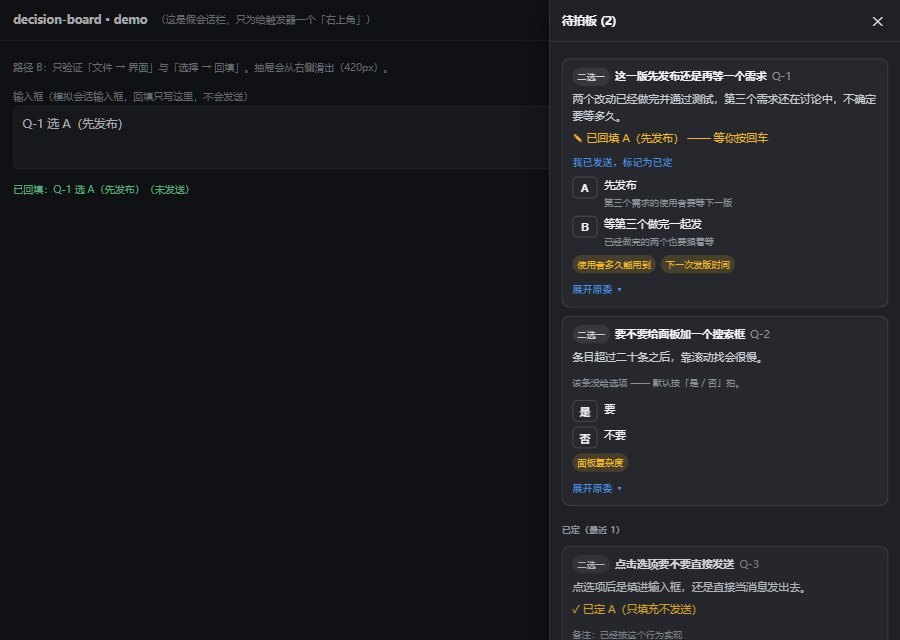 decision-board • demo （这是假会话栏，只为给触发器一个「右上角」）
路径 B：只验证「文件 → 界面」与「选择 → 回填」。抽屉会从右侧滑出（420px）。
输入框（模拟会话输入框，回填只写这里，不会发送）
Q-1 选 A（先发布）
已回填：Q-1 选 A（先发布）（未发送）
待拍板 (2)
二选一 这一版先发布还是再等一个需求 Q-1
两个改动已经做完并通过测试，第三个需求还在讨论中，不确定
要等多久。
✎ 已回填 A（先发布） —— 等你按回车
我已发送，标记为已定
A 先发布
第三个需求的使用者要等下一版
B 等第三个做完一起发
已经做完的两个也要跟着等
使用者多久能用到 下一次发版时间
展开原委 ▾
二选一 要不要给面板加一个搜索框 Q-2
条目超过二十条之后，靠滚动找会很慢。
该条没给选项 —— 默认按「是 / 否」拍。
是 要
否 不要
面板复杂度
展开原委 ▾
已定（最近 1）
二选一 点击选项要不要直接发送 Q-3
点选项后是填进输入框，还是直接当消息发出去。
✓ 已定 A（只填充不发送）
备注：已经按这个行为实现